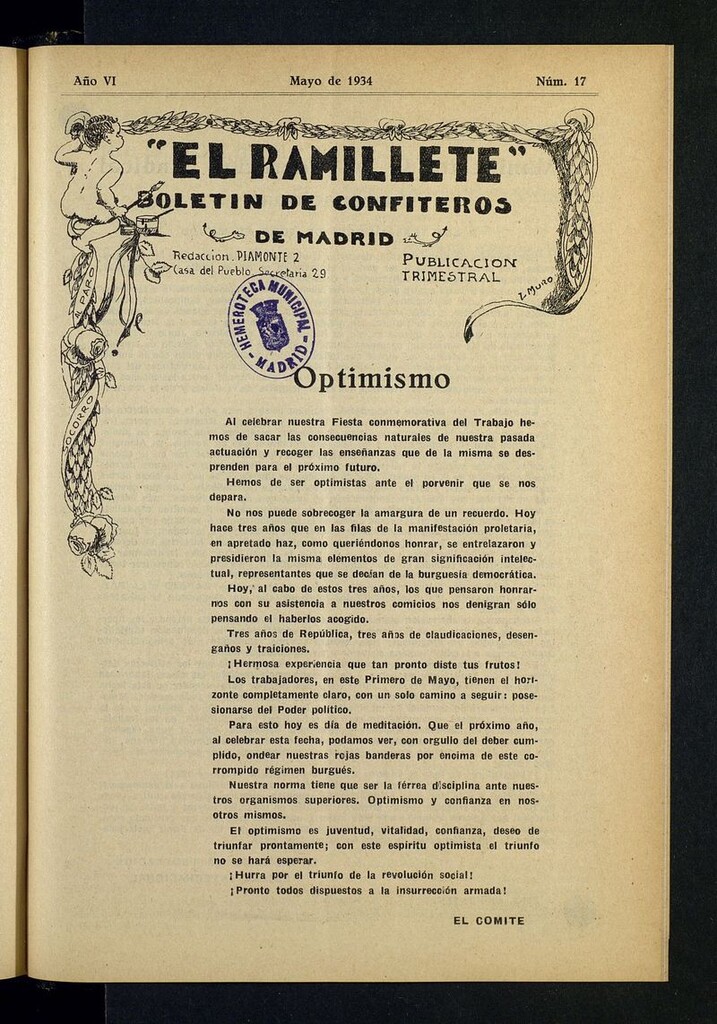 Año VI Mayo de 1934 Núm. 17
"EL RAMILLETE"
BOLETIN DE CONFITEROS
DE MADRID
Redaccion. PIAMONTE 2
Casa del Pueblo Secretaria 29
PUBLICACION
TRIMESTRAL
Z. MURO
AL PARO
SOCORRO
HEMEROTECA MUNICIPAL
- MADRID -
Optimismo
Al celebrar nuestra Fiesta conmemorativa del Trabajo he-
mos de sacar las consecuencias naturales de nuestra pasada
actuación y recoger las enseñanzas que de la misma se des-
prenden para el próximo futuro.
Hemos de ser optimistas ante el porvenir que se nos
depara.
No nos puede sobrecoger la amargura de un recuerdo. Hoy
hace tres años que en las filas de la manifestación proletaria,
en apretado haz, como queriéndonos honrar, se entrelazaron y
presidieron la misma elementos de gran significación intelec-
tual, representantes que se decían de la burguesía democrática.
Hoy, al cabo de estos tres años, los que pensaron honrar-
nos con su asistencia a nuestros comicios nos denigran sólo
pensando el haberlos acogido.
Tres años de República, tres años de claudicaciones, desen-
gaños y traiciones.
¡Hermosa experiencia que tan pronto diste tus frutos!
Los trabajadores, en este Primero de Mayo, tienen el hori-
zonte completamente claro, con un solo camino a seguir: pose-
sionarse del Poder político.
Para esto hoy es día de meditación. Que el próximo año,
al celebrar esta fecha, podamos ver, con orgullo del deber cum-
plido, ondear nuestras rojas banderas por encima de este co-
rrompido régimen burgués.
Nuestra norma tiene que ser la férrea disciplina ante nues-
tros organismos superiores. Optimismo y confianza en nos-
otros mismos.
El optimismo es juventud, vitalidad, confianza, deseo de
triunfar prontamente; con este espíritu optimista el triunfo
no se hará esperar.
¡Hurra por el triunfo de la revolución social!
¡Pronto todos dispuestos a la insurrección armada!
EL COMITE